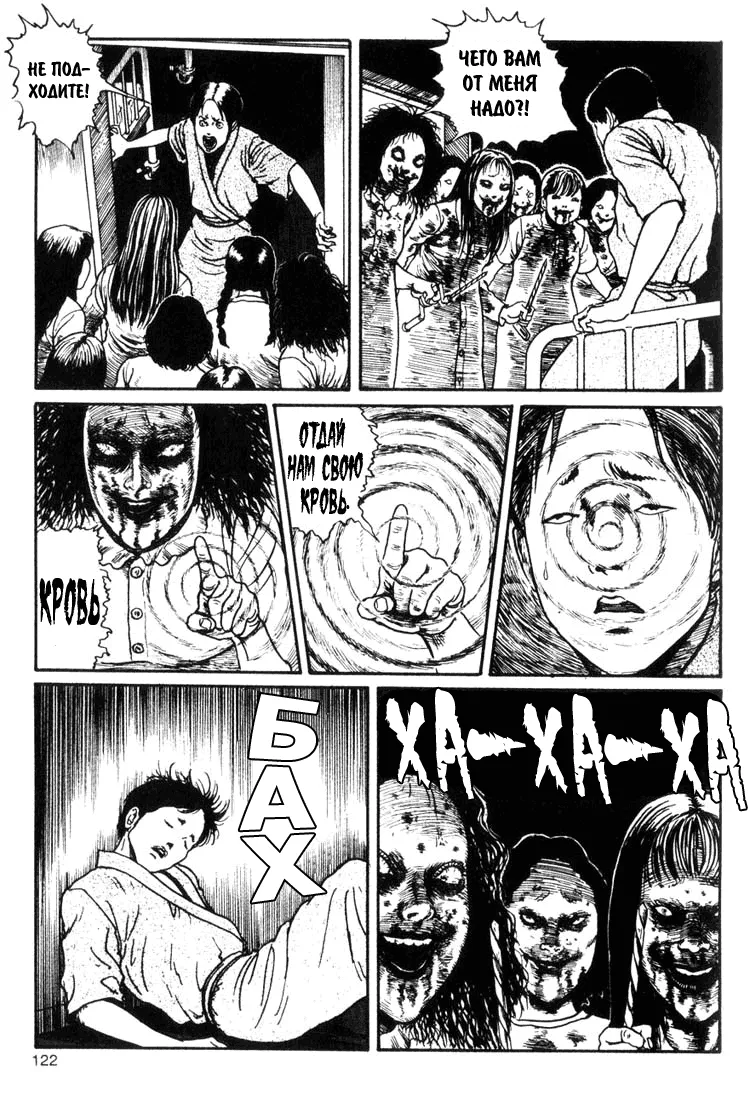 НЕ ПОД-
ХОДИТЕ!
ЧЕГО ВАМ
ОТ МЕНЯ
НАДО?!
КРОВЬ
ОТДАЙ
НАМ СВОЮ
КРОВЬ.
БАХ
ХА-ХА-ХА
122